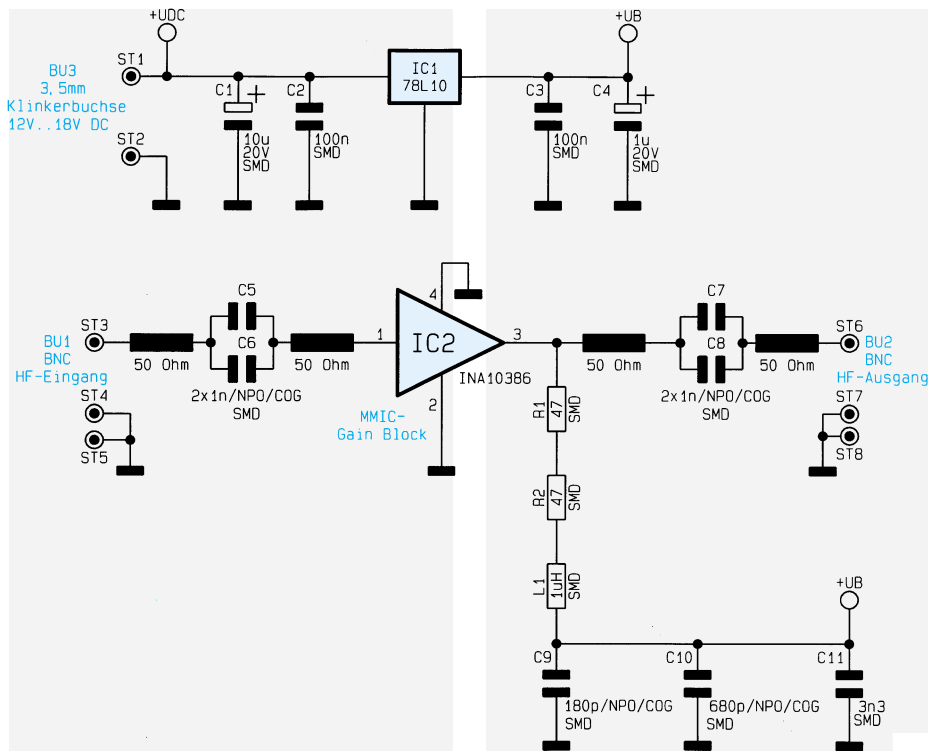 +UDC
ST1
BU3
3,5mm
Klinkerbuchse
12V..18V DC
ST2
C1
+
10u
20V
SMD
C2
100n
SMD
IC1
78L10
C3
100n
SMD
+UB
C4
+
1u
20V
SMD
ST3
BU1
BNC
HF-Eingang
ST4
ST5
50 Ohm
C5
C6
2x1n/NPO/COG
SMD
50 Ohm
1
4
IC2
3
2
INA10386
MMIC-
Gain Block
50 Ohm
C7
C8
2x1n/NPO/COG
SMD
50 Ohm
ST6
BU2
BNC
HF-Ausgang
ST7
ST8
R1
47
SMD
R2
47
SMD
L1
1uH
SMD
+UB
C9
180p/NPO/COG
SMD
C10
680p/NPO/COG
SMD
C11
3n3
SMD